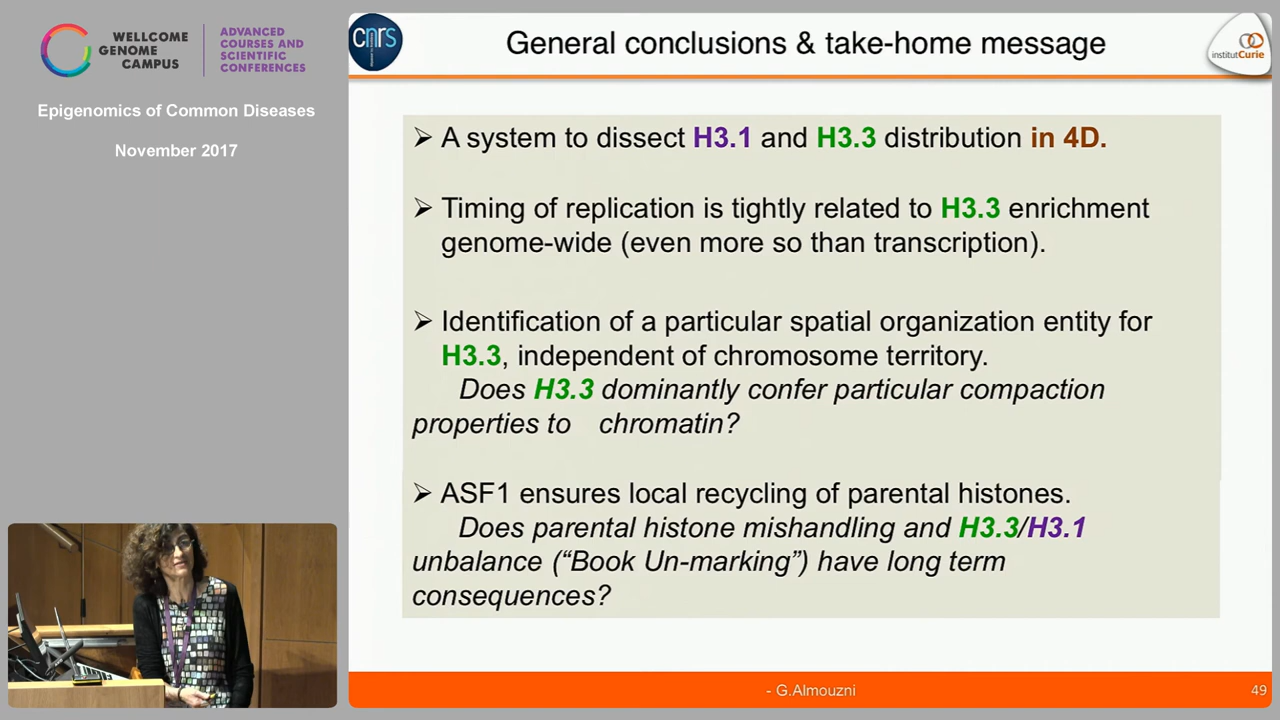 WELLCOME
GENOME
CAMPUS
ADVANCED
COURSES AND
SCIENTIFIC
CONFERENCES
Epigenomics of Common Diseases
November 2017
cnrs
General conclusions & take-home message
institutCurie
➢ A system to dissect H3.1 and H3.3 distribution in 4D.
➢ Timing of replication is tightly related to H3.3 enrichment
genome-wide (even more so than transcription).
➢ Identification of a particular spatial organization entity for
H3.3, independent of chromosome territory.
Does H3.3 dominantly confer particular compaction
properties to chromatin?
➢ ASF1 ensures local recycling of parental histones.
Does parental histone mishandling and H3.3/H3.1
unbalance (“Book Un-marking”) have long term
consequences?
- G.Almouzni
49